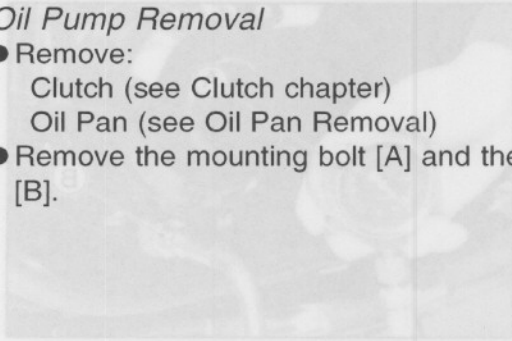 Oil Pump Removal
● Remove:
Clutch (see Clutch chapter)
Oil Pan (see Oil Pan Removal)
● Remove the mounting bolt [A] and the
[B].